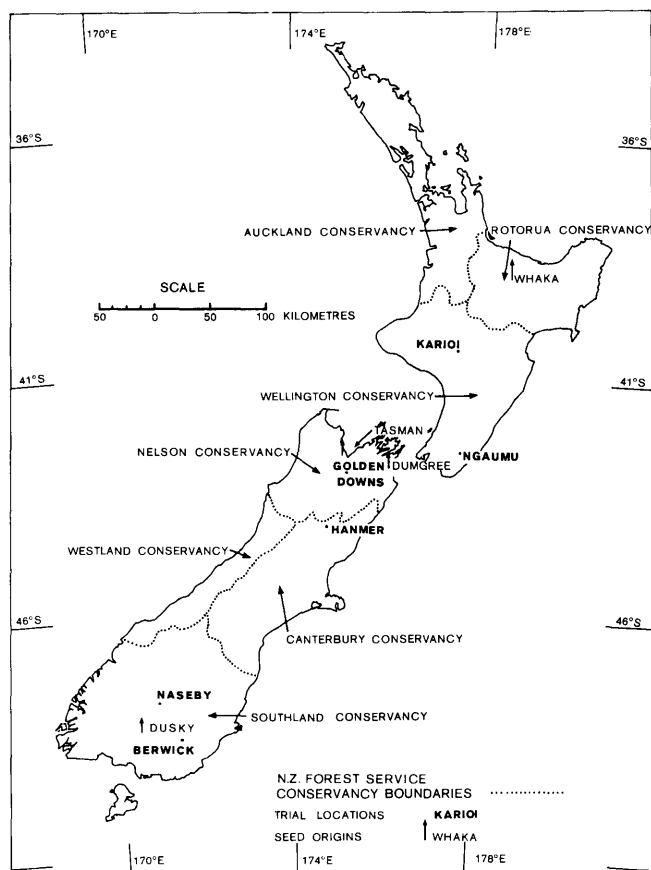 170°E 174°E 178°E
36°S 36°S
AUCKLAND CONSERVANCY
ROTORUA CONSERVANCY
WHAKA
SCALE
50 0 50 100 KILOMETRES
KARIOI
41°S 41°S
WELLINGTON CONSERVANCY
TASMAN
NELSON CONSERVANCY
GOLDEN DOWNS
DUMGREE
NGAUMU
HANMER
WESTLAND CONSERVANCY
46°S 46°S
CANTERBURY CONSERVANCY
NASEBY
DUSKY
SOUTHLAND CONSERVANCY
BERWICK
N.Z. FOREST SERVICE
CONSERVANCY BOUNDARIES
TRIAL LOCATIONS KARIOI
SEED ORIGINS WHAKA
170°E 174°E 178°E